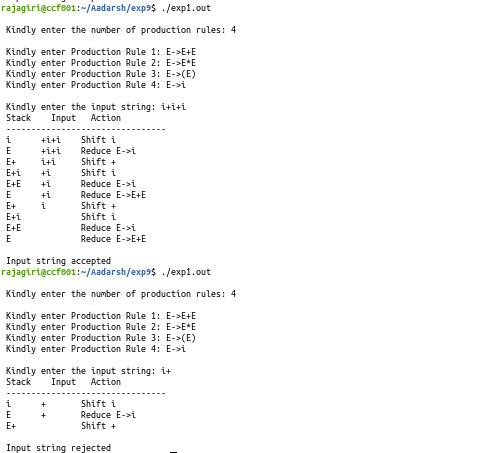 rajagiri@ccf001:~/Aadarsh/exp9$ ./exp1.out
Kindly enter the number of production rules: 4
Kindly enter Production Rule 1: E->E+E
Kindly enter Production Rule 2: E->E*E
Kindly enter Production Rule 3: E->(E)
Kindly enter Production Rule 4: E->i
Kindly enter the input string: i+i+i
Stack    Input   Action
--------------------------------
i      +i+i    Shift i
E      +i+i    Reduce E->i
E+     i+i     Shift +
E+i    +i      Shift i
E+E    +i      Reduce E->i
E      +i      Reduce E->E+E
E+     i       Shift +
E+i            Shift i
E+E            Reduce E->i
E              Reduce E->E+E
Input string accepted
rajagiri@ccf001:~/Aadarsh/exp9$ ./exp1.out
Kindly enter the number of production rules: 4
Kindly enter Production Rule 1: E->E+E
Kindly enter Production Rule 2: E->E*E
Kindly enter Production Rule 3: E->(E)
Kindly enter Production Rule 4: E->i
Kindly enter the input string: i+
Stack    Input   Action
--------------------------------
i      +       Shift i
E      +       Reduce E->i
E+             Shift +
Input string rejected